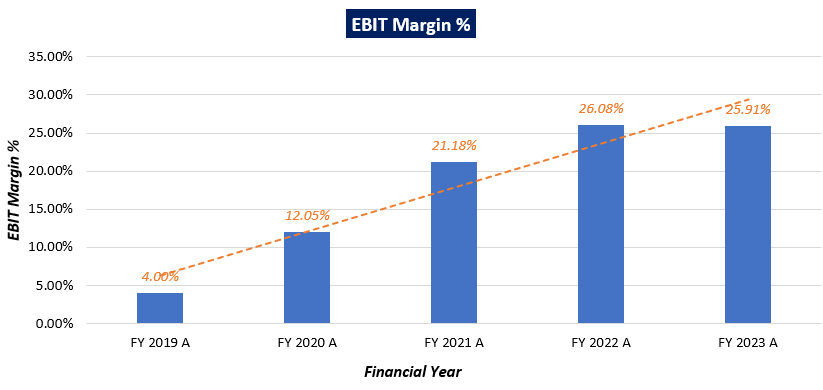 EBIT Margin %
35.00%
30.00%
25.00%
20.00%
15.00%
10.00%
5.00%
0.00%
EBIT Margin %
4.00%
12.05%
21.18%
26.08%
25.91%
FY 2019 A
FY 2020 A
FY 2021 A
FY 2022 A
FY 2023 A
Financial Year